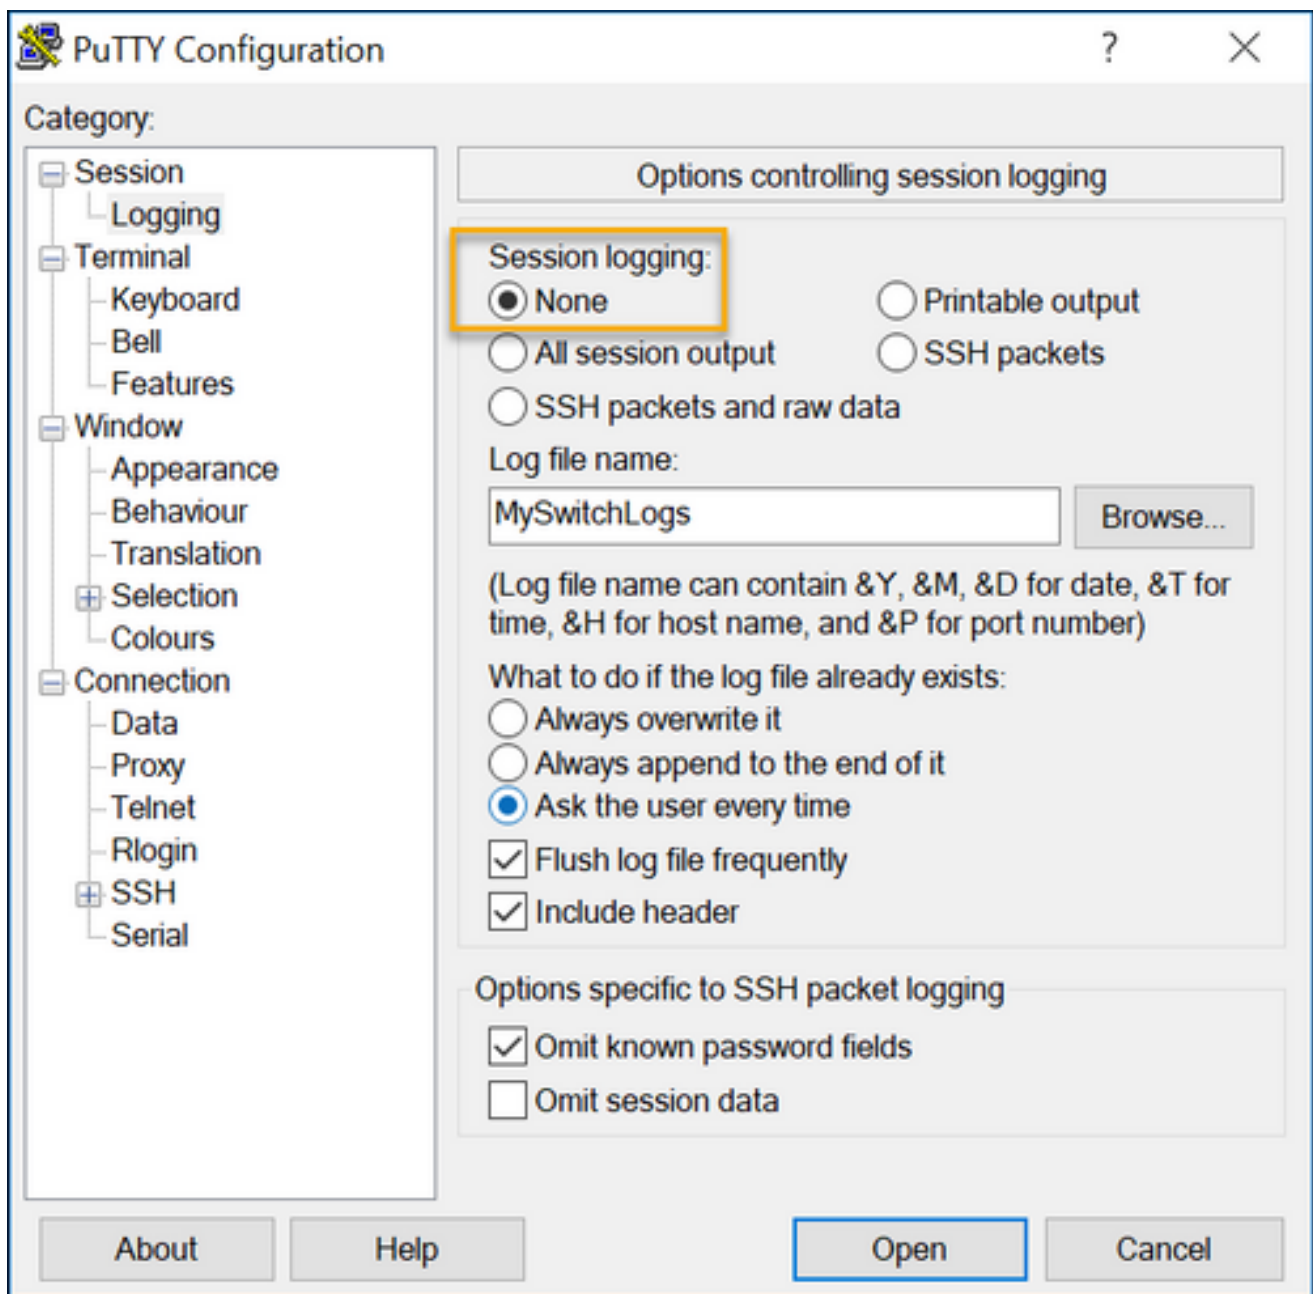 PuTTY Configuration
?
Category:
Session
Logging
Terminal
Keyboard
Bell
Features
Window
Appearance
Behaviour
Translation
Selection
Colours
Connection
Data
Proxy
Telnet
Rlogin
SSH
Serial
Options controlling session logging
Session logging:
None
Printable output
All session output
SSH packets
SSH packets and raw data
Log file name:
MySwitchLogs
Browse...
(Log file name can contain &Y, &M, &D for date, &T for
time, &H for host name, and &P for port number)
What to do if the log file already exists:
Always overwrite it
Always append to the end of it
Ask the user every time
Flush log file frequently
Include header
Options specific to SSH packet logging
Omit known password fields
Omit session data
About
Help
Open
Cancel